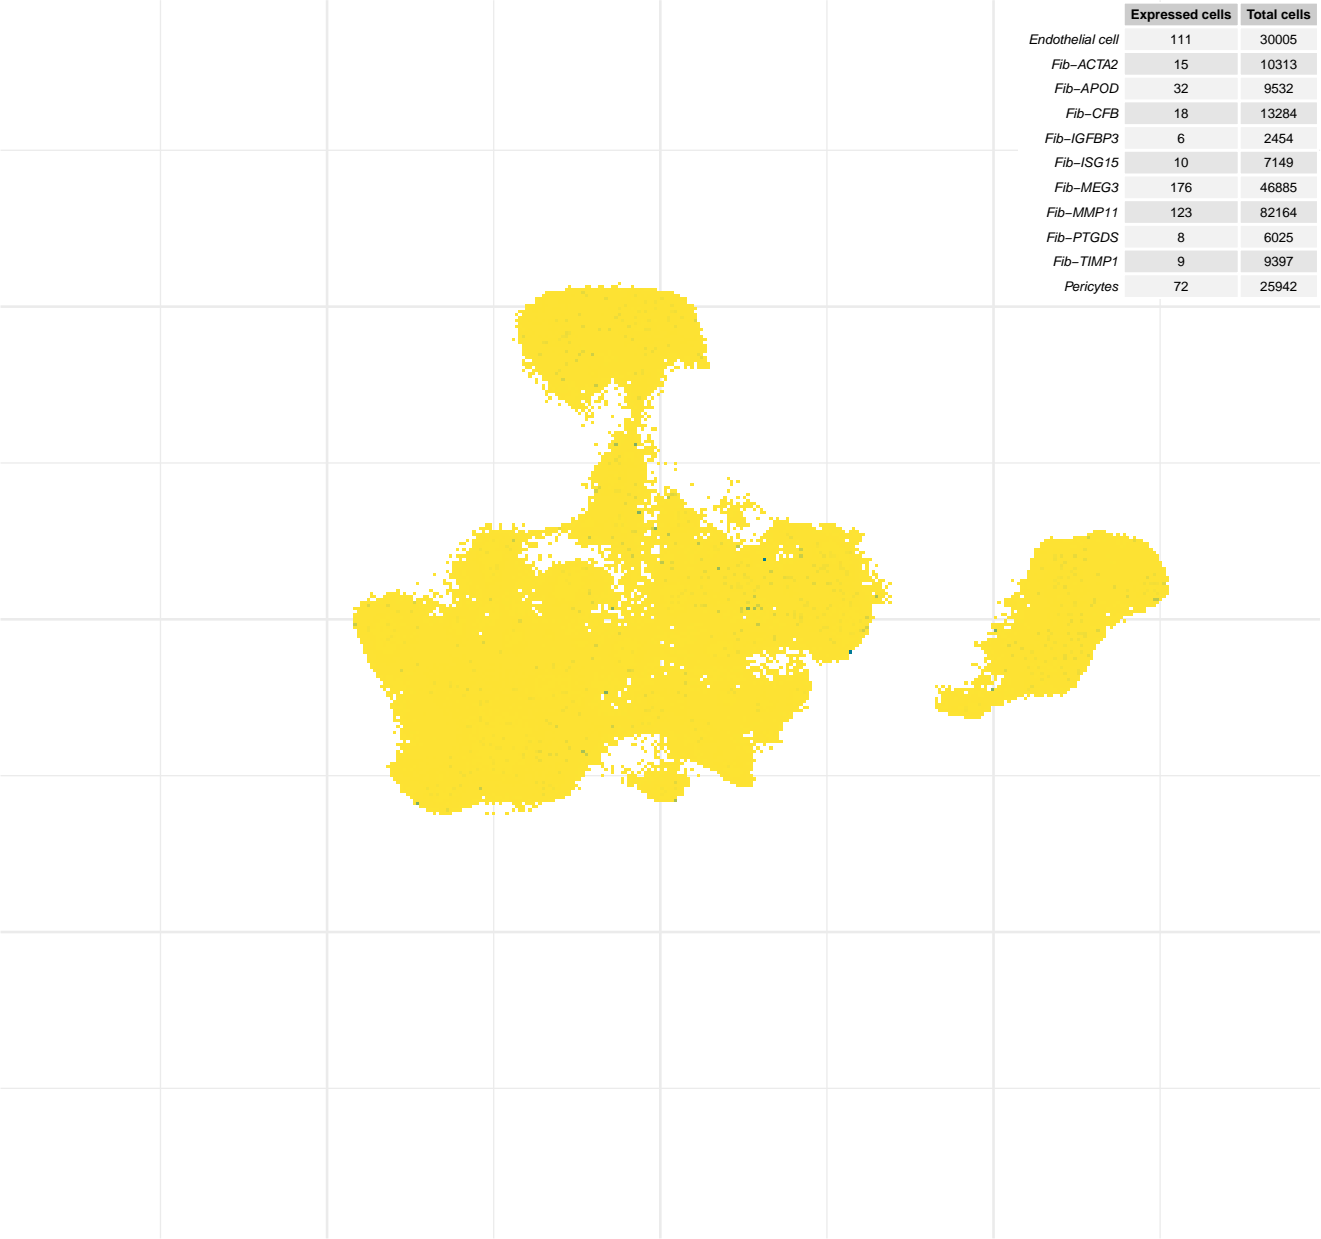 Expressed cells Total cells
Endothelial cell 111 30005
Fib−ACTA2 15 10313
Fib−APOD 32 9532
Fib−CFB 18 13284
Fib−IGFBP3 6 2454
Fib−ISG15 10 7149
Fib−MEG3 176 46885
Fib−MMP11 123 82164
Fib−PTGDS 8 6025
Fib−TIMP1 9 9397
Pericytes 72 25942